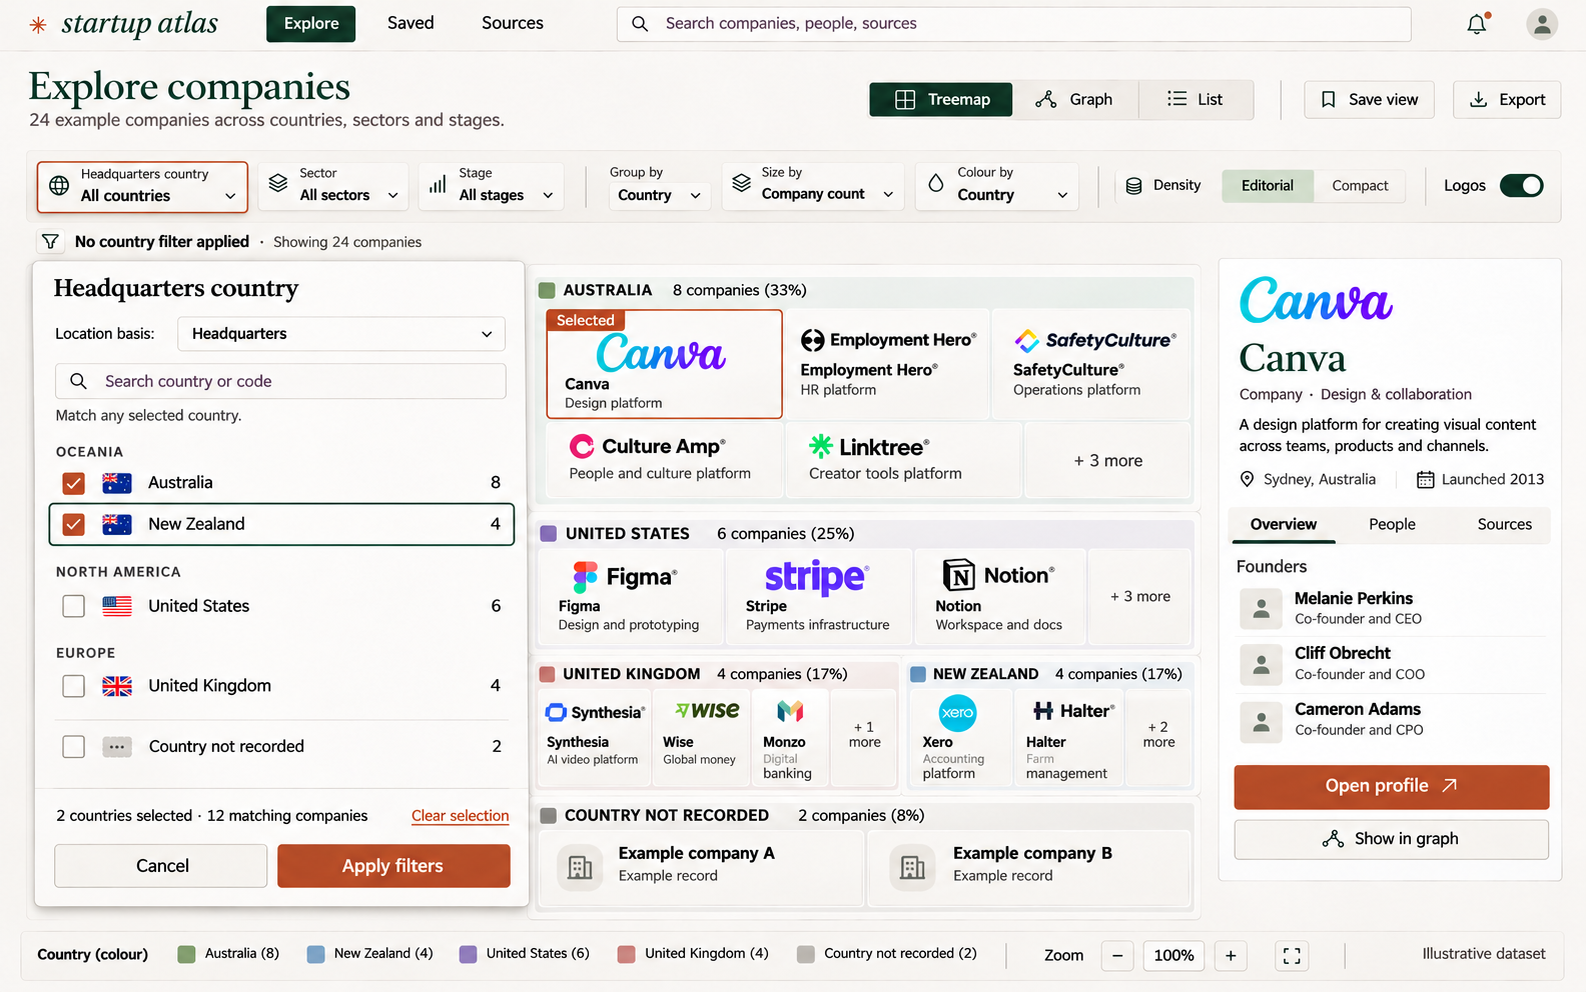 startup atlas
Explore
Saved
Sources
Search companies, people, sources
Explore companies
24 example companies across countries, sectors and stages.
Treemap
Graph
List
Save view
Export
Headquarters country
All countries
Sector
All sectors
Stage
All stages
Group by
Country
Size by
Company count
Colour by
Country
Density
Editorial
Compact
Logos
No country filter applied · Showing 24 companies
Headquarters country
Location basis:
Headquarters
Search country or code
Match any selected country.
OCEANIA
Australia 8
New Zealand 4
NORTH AMERICA
United States 6
EUROPE
United Kingdom 4
Country not recorded 2
2 countries selected · 12 matching companies
Clear selection
Cancel
Apply filters
AUSTRALIA 8 companies (33%)
Selected
Canva
Canva
Design platform
Employment Hero®
Employment Hero®
HR platform
SafetyCulture®
SafetyCulture®
Operations platform
Culture Amp®
People and culture platform
Linktree®
Creator tools platform
+ 3 more
UNITED STATES 6 companies (25%)
Figma®
Figma
Design and prototyping
stripe®
Stripe
Payments infrastructure
Notion®
Notion
Workspace and docs
+ 3 more
UNITED KINGDOM 4 companies (17%)
Synthesia®
Synthesia
AI video platform
WISE
Wise
Global money
Monzo
Digital
banking
+ 1
more
NEW ZEALAND 4 companies (17%)
xero
Xero
Accounting
platform
Halter®
Halter
Farm
management
+ 2
more
COUNTRY NOT RECORDED 2 companies (8%)
Example company A
Example record
Example company B
Example record
Canva
Canva
Company · Design & collaboration
A design platform for creating visual content
across teams, products and channels.
Sydney, Australia
Launched 2013
Overview
People
Sources
Founders
Melanie Perkins
Co-founder and CEO
Cliff Obrecht
Co-founder and COO
Cameron Adams
Co-founder and CPO
Open profile
Show in graph
Country (colour)
Australia (8)
New Zealand (4)
United States (6)
United Kingdom (4)
Country not recorded (2)
Zoom
− 100% +
Illustrative dataset